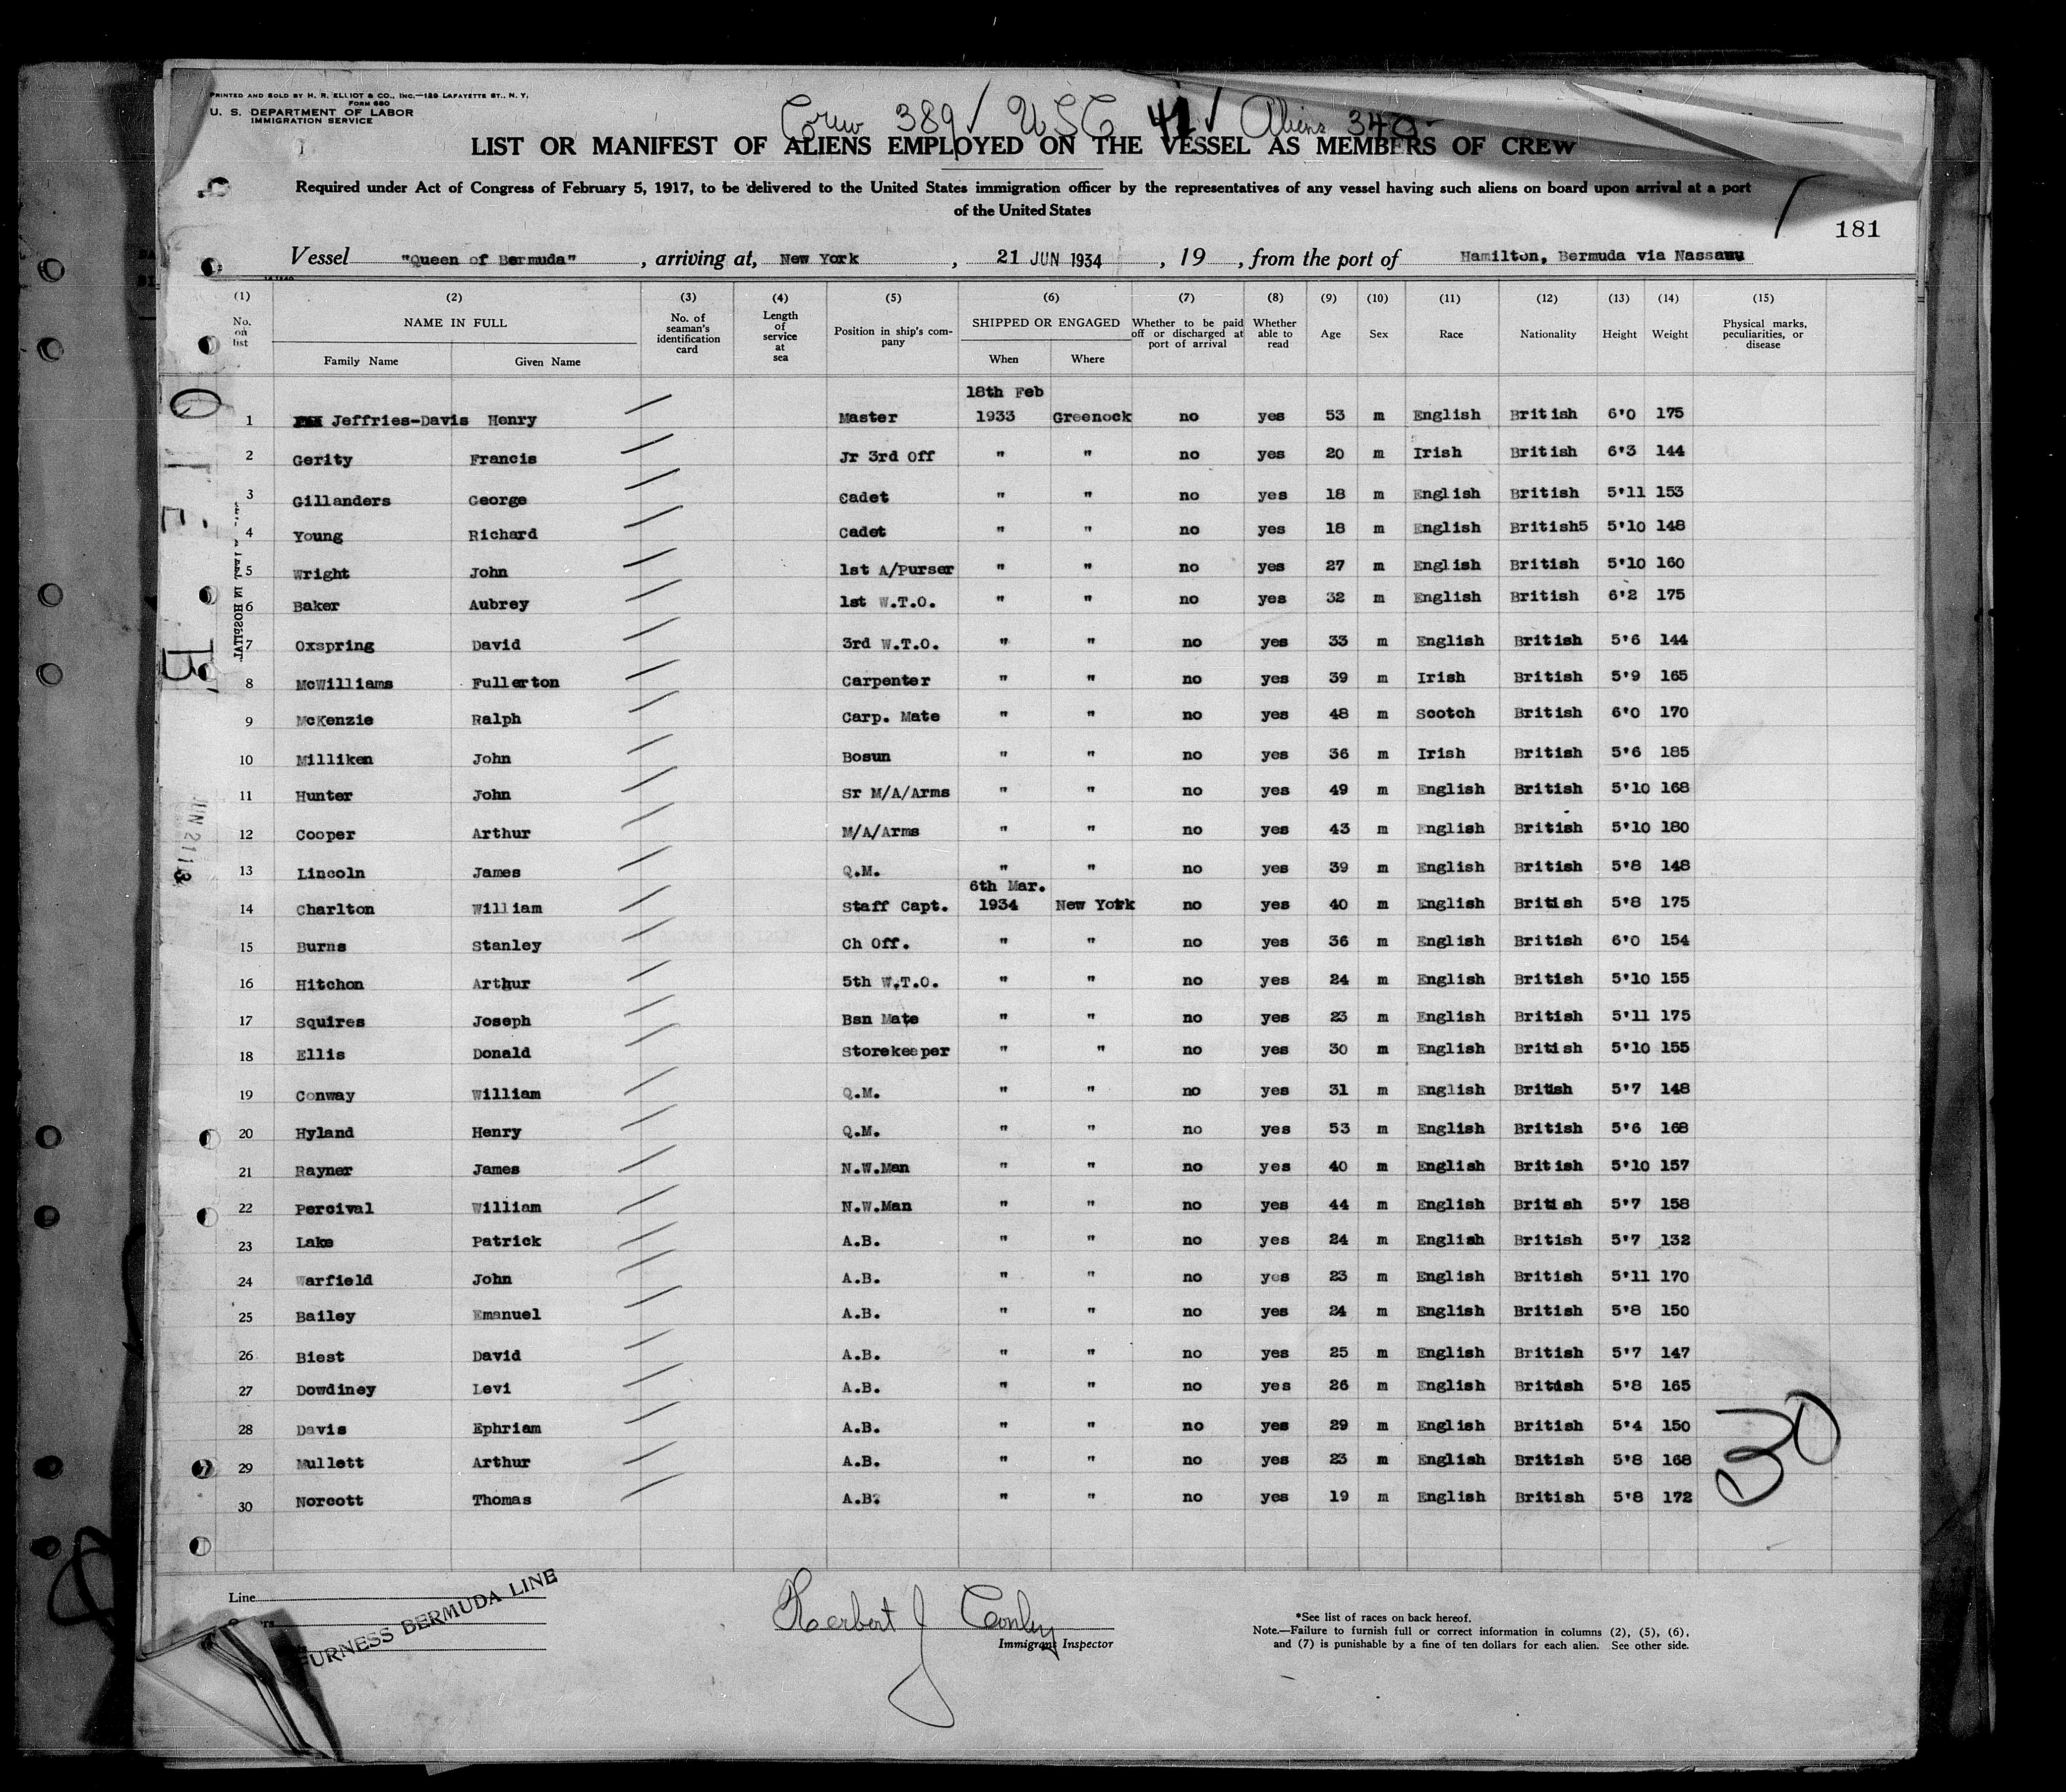 PRINTED AND SOLD BY H. R. ELLIOT & CO., INC.—129 LAFAYETTE ST., N. Y.
FORM 680
U. S. DEPARTMENT OF LABOR
IMMIGRATION SERVICE
Crew 389 USC 41 Aliens
LIST OR MANIFEST OF ALIENS EMPLOYED ON THE VESSEL AS MEMBERS OF CREW
Required under Act of Congress of February 5, 1917, to be delivered to the United States immigration officer by the representatives of any vessel having such aliens on board upon arrival at a port
of the United States
181
Vessel "Queen of Bermuda" , arriving at, New York , 21 JUN 1934 , 19 , from the port of Hamilton, Bermuda via Nassau
(1) (2) (3) (4) (5) (6) (7) (8) (9) (10) (11) (12) (13) (14) (15)
No. on list NAME IN FULL Family Name Given Name No. of seaman's identification card Length of service at sea Position in ship's company SHIPPED OR ENGAGED When Where Whether to be paid off or discharged at port of arrival Whether able to read Age Sex Race Nationality Height Weight Physical marks, peculiarities, or disease
18th Feb
1 Jeffries-Davis Henry Master 1933 Greenock no yes 53 m English British 6'0 175
2 Gerity Francis Jr 3rd Off " " no yes 20 m Irish British 6'3 144
3 Gillanders George Cadet " " no yes 18 m English British 5'11 153
4 Young Richard Cadet " " no yes 18 m English British5 5'10 148
5 Wright John 1st A/Purser " " no yes 27 m English British 5'10 160
6 Baker Aubrey 1st W.T.O. " " no yes 32 m English British 6'2 175
7 Oxspring David 3rd W.T.O. " " no yes 33 m English British 5'6 144
8 McWilliams Fullerton Carpenter " " no yes 39 m Irish British 5'9 165
9 McKenzie Ralph Carp. Mate " " no yes 48 m Scotch British 6'0 170
10 Milliken John Bosun " " no yes 36 m Irish British 5'6 185
11 Hunter John Sr M/A/Arms " " no yes 49 m English British 5'10 168
12 Cooper Arthur M/A/Arms " " no yes 43 m English British 5'10 180
13 Lincoln James Q.M. " " no yes 39 m English British 5'8 148
6th Mar.
14 Charlton William Staff Capt. 1934 New York no yes 40 m English British 5'8 175
15 Burns Stanley Ch Off. " " no yes 36 m English British 6'0 154
16 Hitchon Arthur 5th W.T.O. " " no yes 24 m English British 5'10 155
17 Squires Joseph Bsn Mate " " no yes 23 m English British 5'11 175
18 Ellis Donald Storekeeper " " no yes 30 m English British 5'10 155
19 Conway William Q.M. " " no yes 31 m English British 5'7 148
20 Hyland Henry Q.M. " " no yes 53 m English British 5'6 168
21 Rayner James N.W.Man " " no yes 40 m English British 5'10 157
22 Percival William N.W.Man " " no yes 44 m English British 5'7 158
23 Lake Patrick A.B. " " no yes 24 m English British 5'7 132
24 Warfield John A.B. " " no yes 23 m English British 5'11 170
25 Bailey Emanuel A.B. " " no yes 24 m English British 5'8 150
26 Biest David A.B. " " no yes 25 m English British 5'7 147
27 Dowdiney Levi A.B. " " no yes 26 m English British 5'8 165
28 Davis Ephriam A.B. " " no yes 29 m English British 5'4 150
29 Mullett Arthur A.B. " " no yes 23 m English British 5'8 168
30 Norcott Thomas A.B. " " no yes 19 m English British 5'8 172
30
IN HOSPITAL
Line
FURNESS BERMUDA LINE
Herbert J Conley
Immigrant Inspector
*See list of races on back hereof.
Note.—Failure to furnish full or correct information in columns (2), (5), (6),
and (7) is punishable by a fine of ten dollars for each alien. See other side.